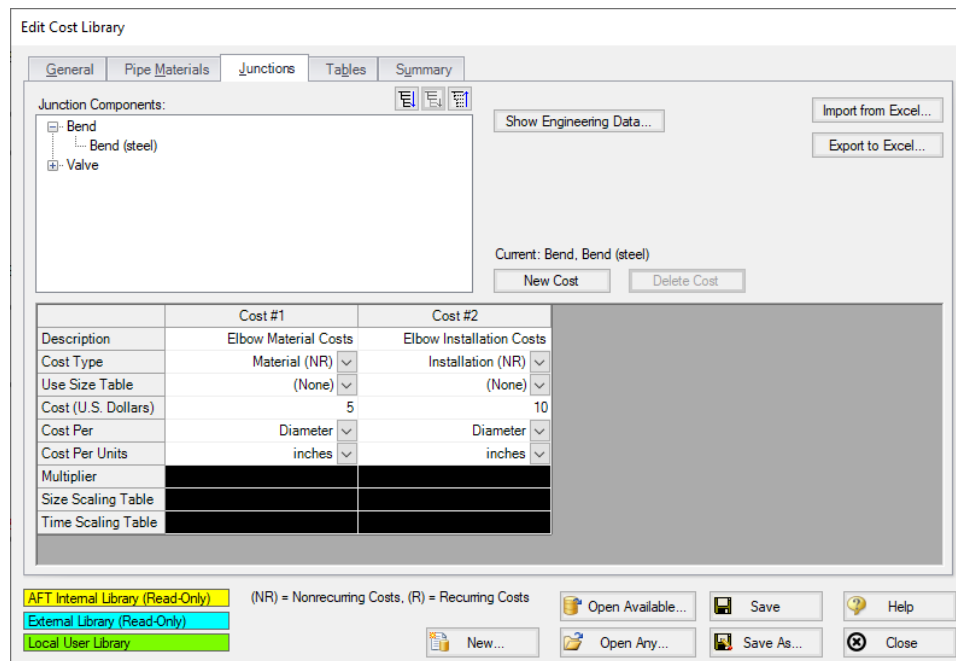 Edit Cost Library
General Pipe Materials Junctions Tables Summary
Junction Components:
Show Engineering Data...
Import from Excel...
Export to Excel...
Bend
Bend (steel)
Valve
Current: Bend, Bend (steel)
New Cost Delete Cost
Cost #1 Cost #2
Description Elbow Material Costs Elbow Installation Costs
Cost Type Material (NR) Installation (NR)
Use Size Table (None) (None)
Cost (U.S. Dollars) 5 10
Cost Per Diameter Diameter
Cost Per Units inches inches
Multiplier
Size Scaling Table
Time Scaling Table
AFT Internal Library (Read-Only) (NR) = Nonrecurring Costs, (R) = Recurring Costs
External Library (Read-Only)
Local User Library
Open Available... Save Help
New... Open Any... Save As... Close